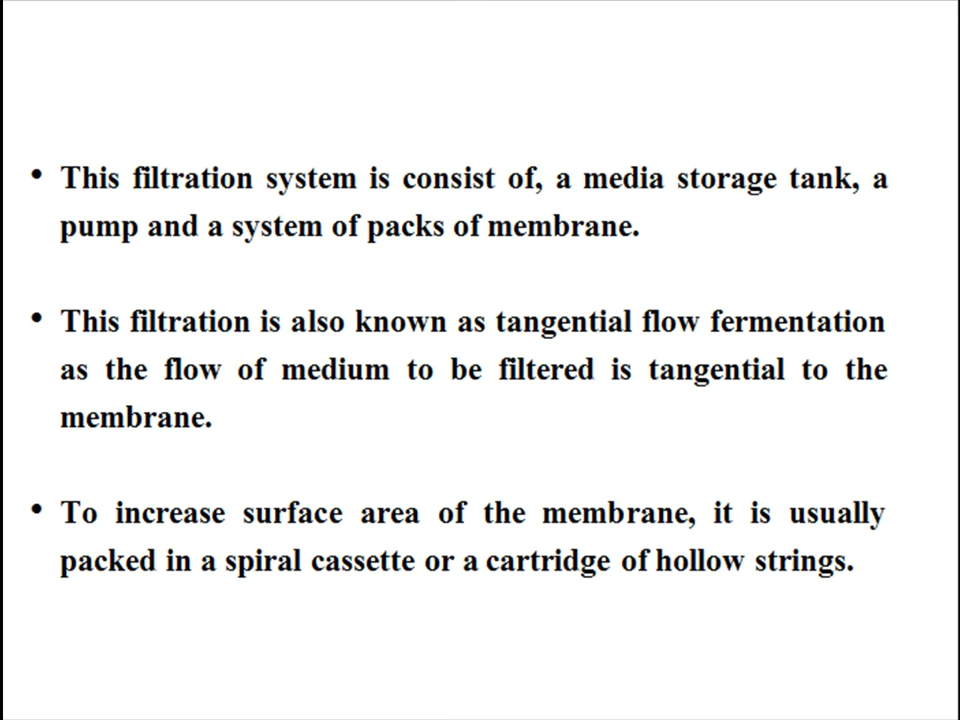 • This filtration system is consist of, a media storage tank, a
pump and a system of packs of membrane.
• This filtration is also known as tangential flow fermentation
as the flow of medium to be filtered is tangential to the
membrane.
• To increase surface area of the membrane, it is usually
packed in a spiral cassette or a cartridge of hollow strings.